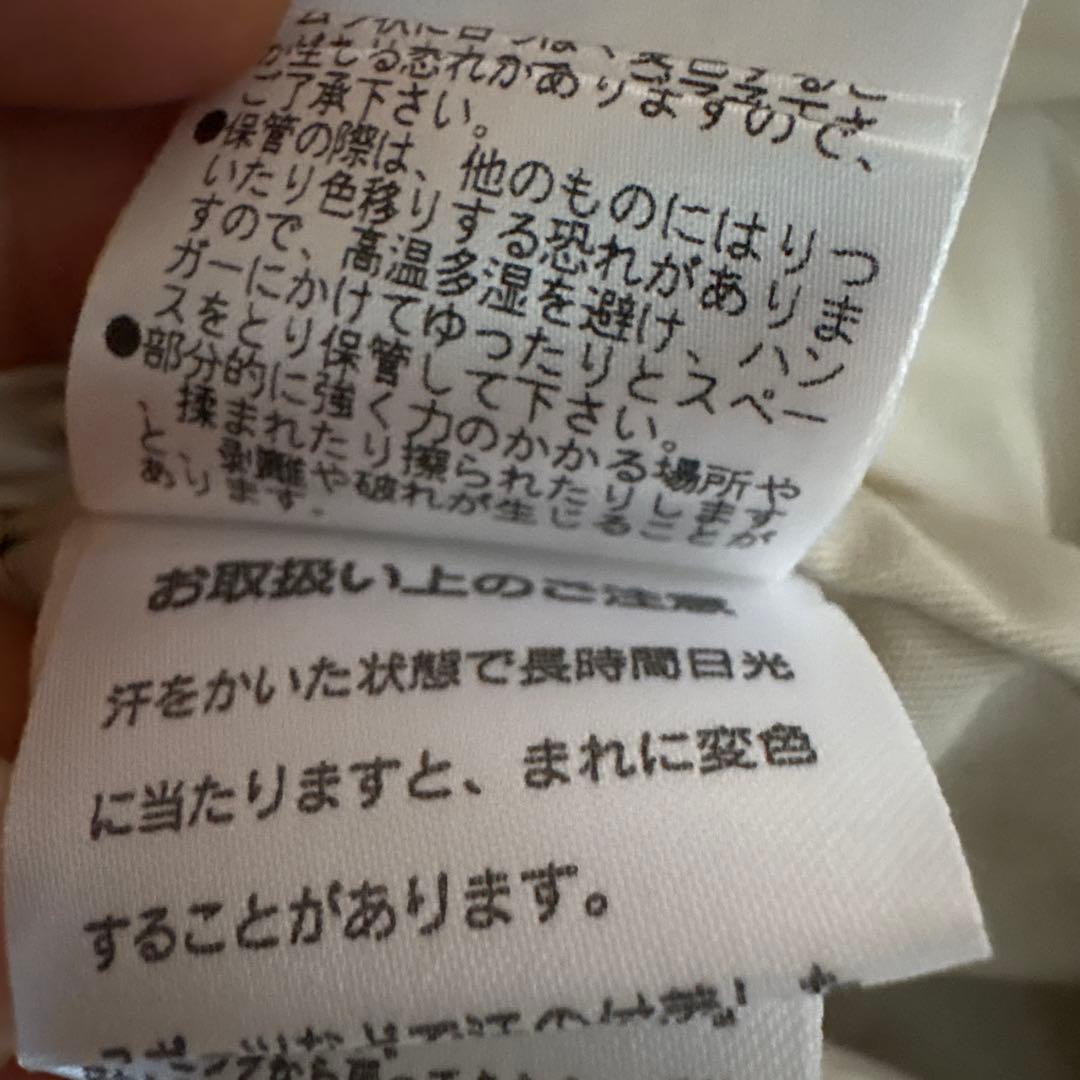 生じる恐れがありますので、
ご了承下さい。
●保管の際は、他のものにはりつ
いたり色移りする恐れがありま
すので、高温多湿を避け、ハン
ガーにかけてゆったりと、スペー
スをとり保管して下さい。
●部分的に強く力のかかる場所や
揉まれたり擦られたりしますと
、剥離や破れが生じることが
あります。
お取扱い上のご注意
汗をかいた状態で長時間日光
に当たりますと、まれに変色
することがあります。